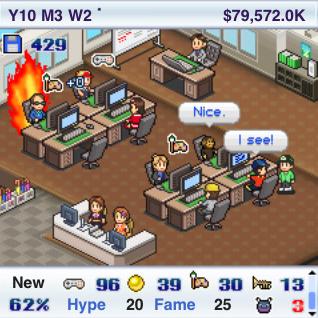 Y10 M3 W2 $79,572.0K
429
+0
Nice.
I see!
New 96 39 30 13
62% Hype 20 Fame 25 3